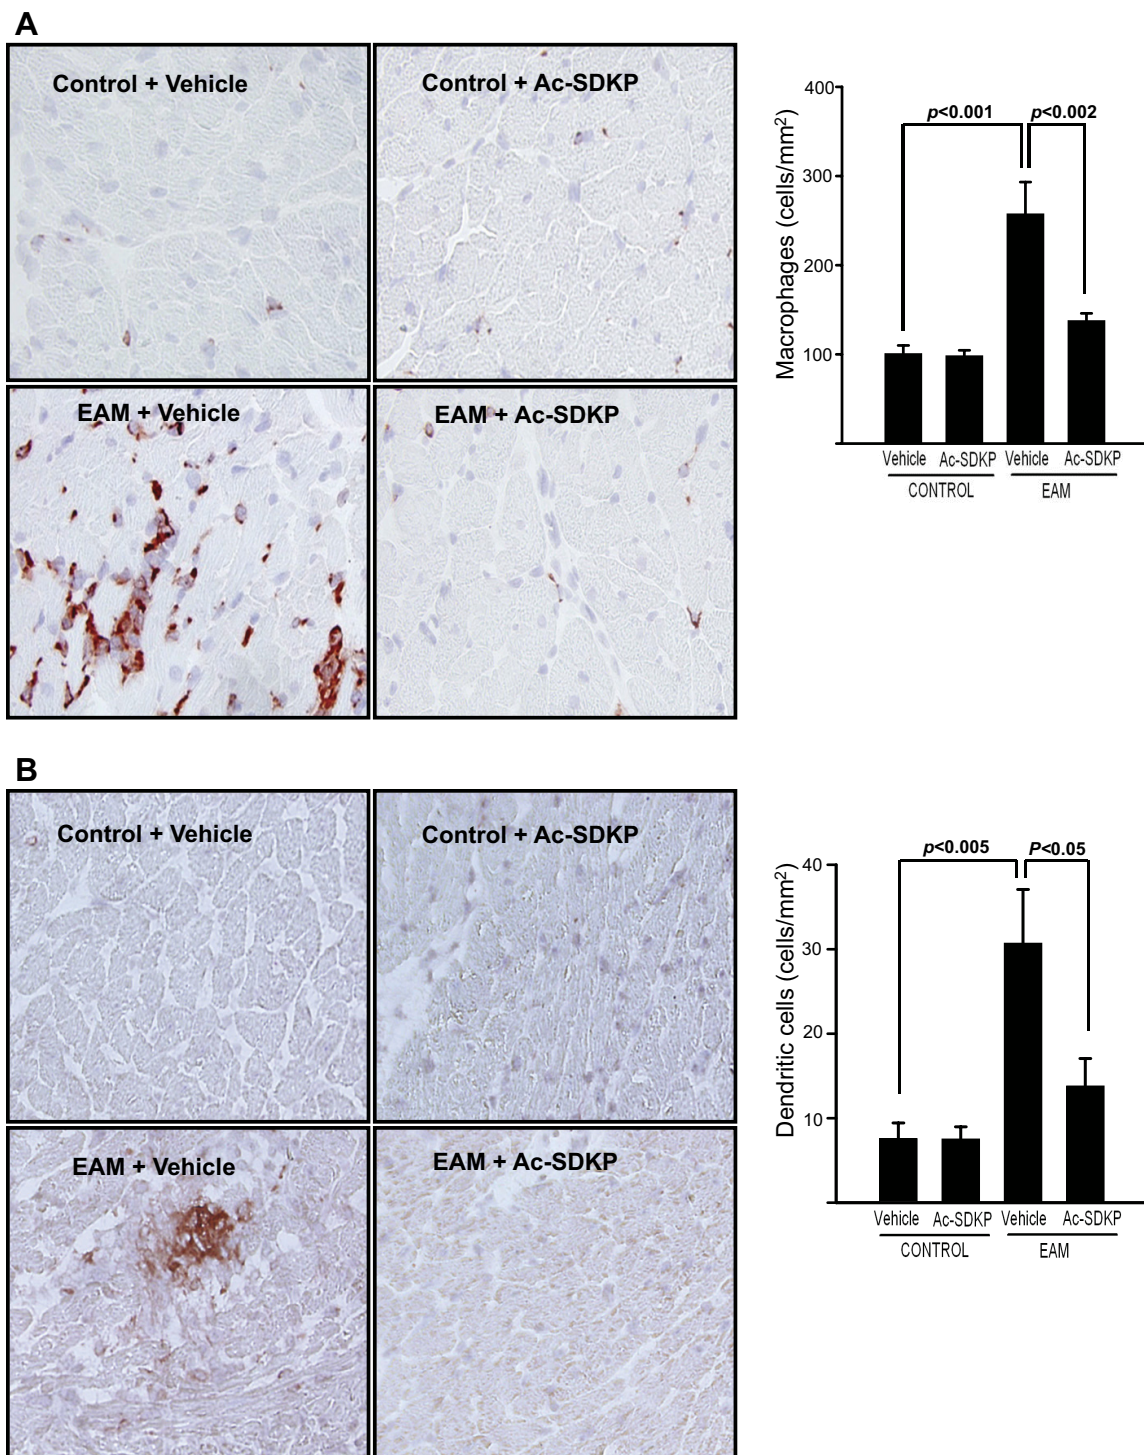 A
Control + Vehicle
Control + Ac-SDKP
EAM + Vehicle
EAM + Ac-SDKP
Macrophages (cells/mm²)
400
300
200
100
p<0.001
p<0.002
Vehicle Ac-SDKP Vehicle Ac-SDKP
CONTROL EAM
B
Control + Vehicle
Control + Ac-SDKP
EAM + Vehicle
EAM + Ac-SDKP
Dendritic cells (cells/mm²)
40
30
20
10
p<0.005
P<0.05
Vehicle Ac-SDKP Vehicle Ac-SDKP
CONTROL EAM